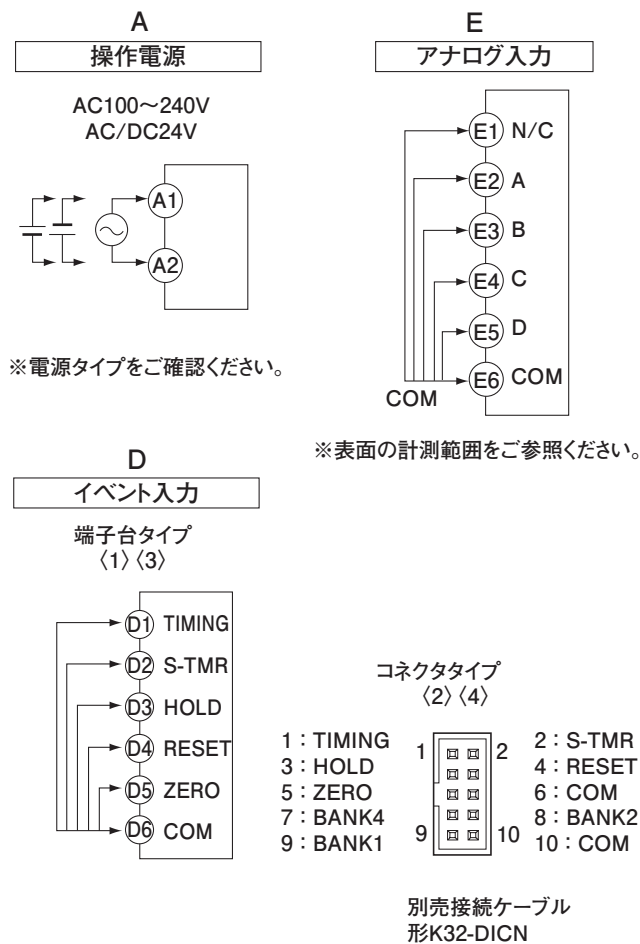 A
操作電源
AC100～240V
AC/DC24V
A1
A2
※電源タイプをご確認ください。
E
アナログ入力
E1 N/C
E2 A
E3 B
E4 C
E5 D
E6 COM
COM
※表面の計測範囲をご参照ください。
D
イベント入力
端子台タイプ
〈1〉〈3〉
D1 TIMING
D2 S-TMR
D3 HOLD
D4 RESET
D5 ZERO
D6 COM
コネクタタイプ
〈2〉〈4〉
1：TIMING
3：HOLD
5：ZERO
7：BANK4
9：BANK1
1 2
9 10
2：S-TMR
4：RESET
6：COM
8：BANK2
10：COM
別売接続ケーブル
形K32-DICN